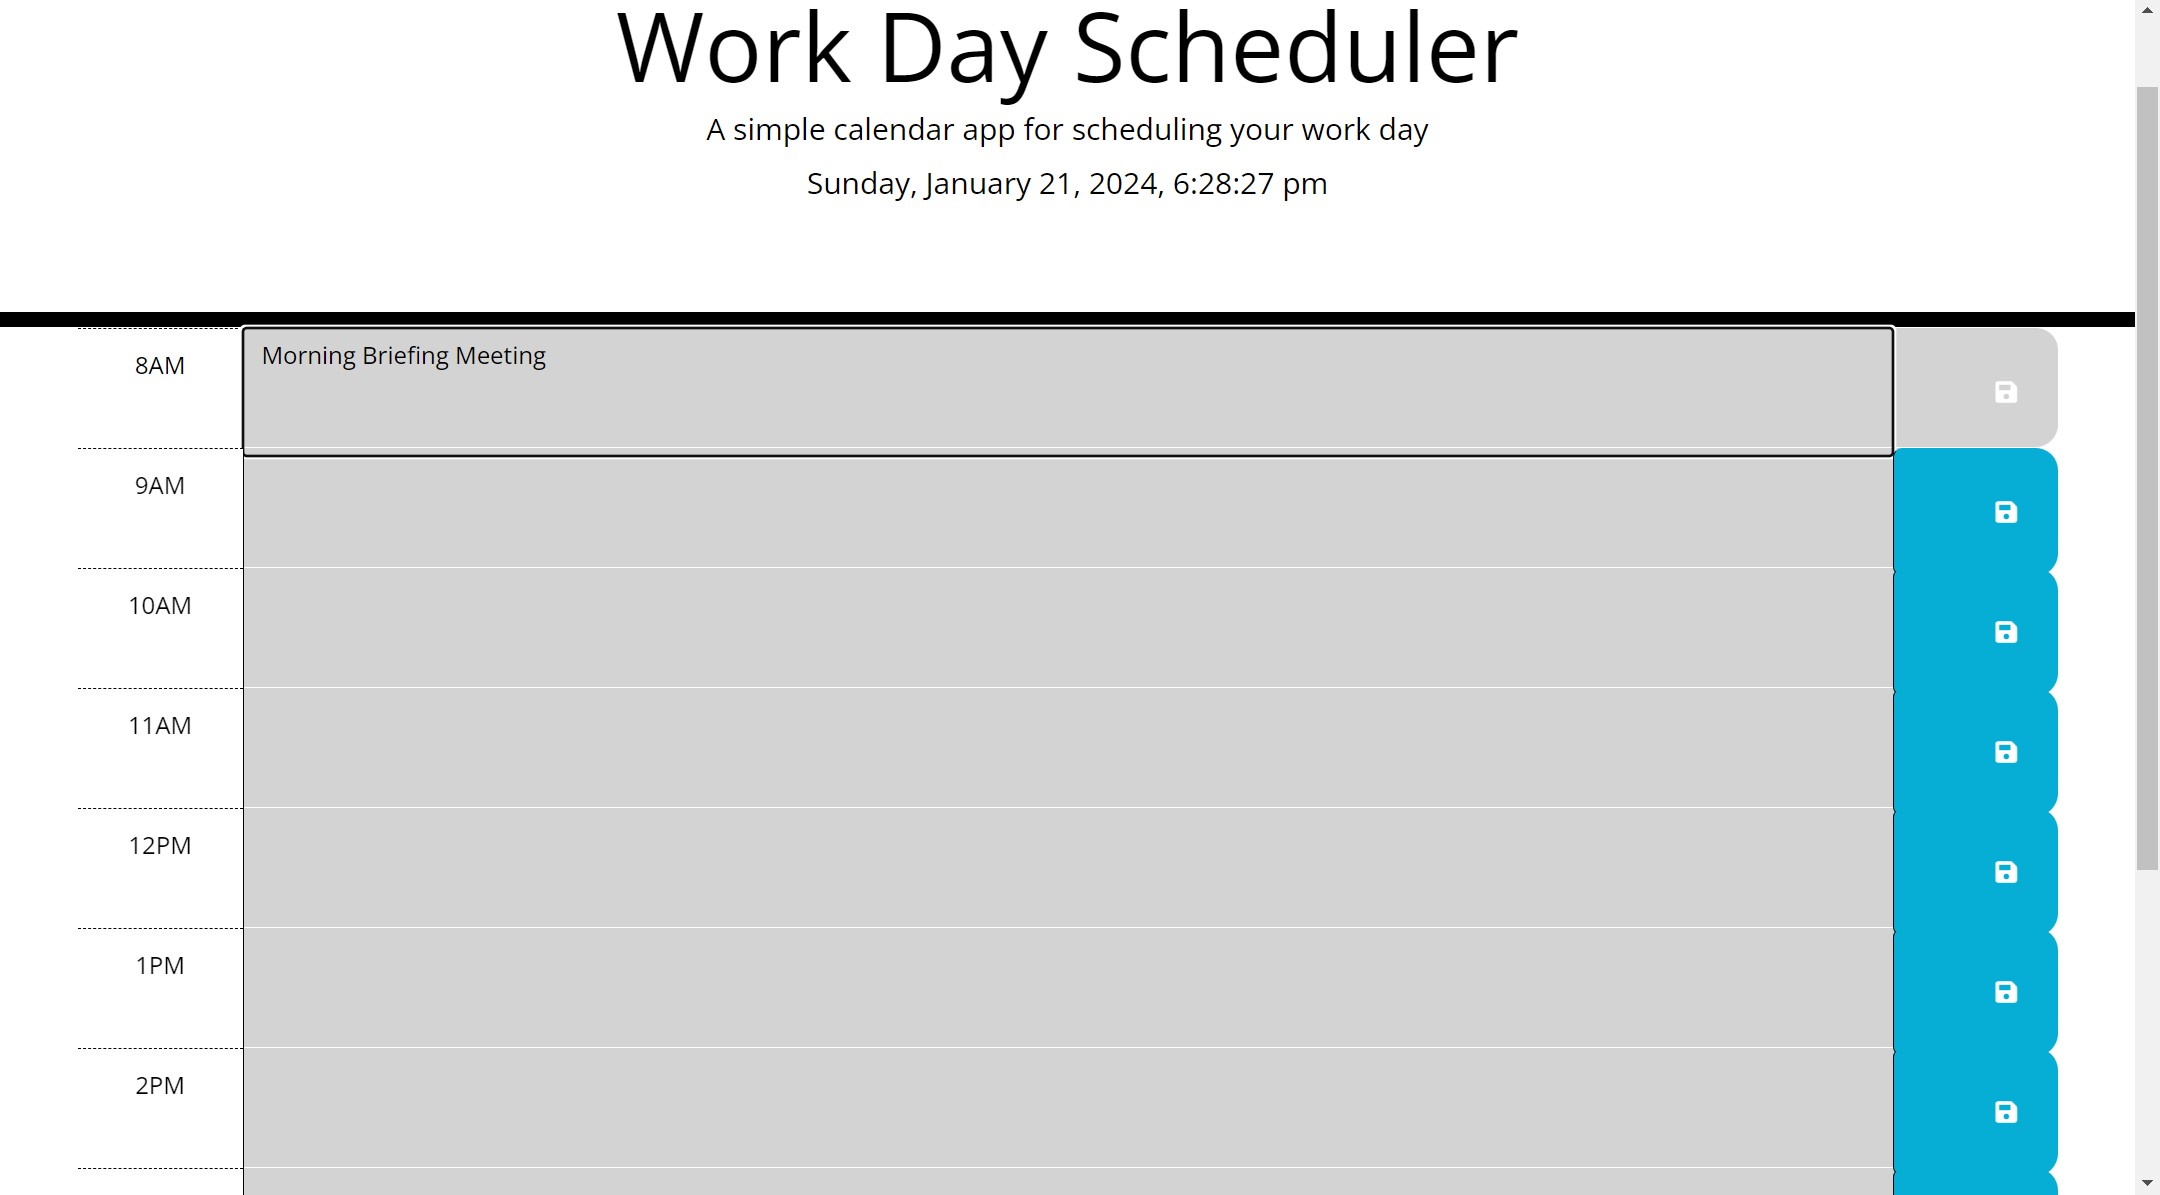 Work Day Scheduler
A simple calendar app for scheduling your work day
Sunday, January 21, 2024, 6:28:27 pm
8AM
Morning Briefing Meeting
9AM
10AM
11AM
12PM
1PM
2PM